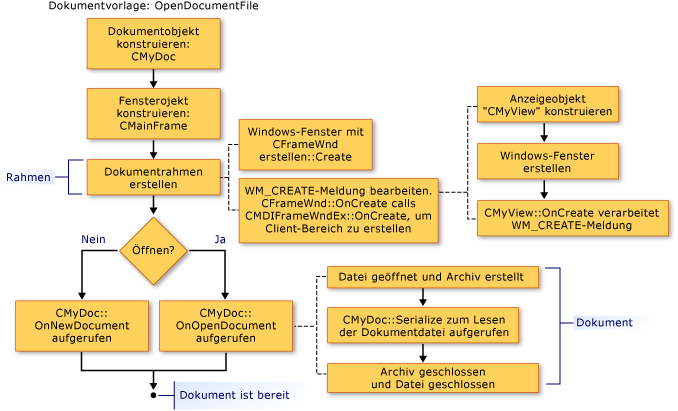 Dokumentvorlage: OpenDocumentFile
Dokumentobjekt
konstruieren:
CMyDoc
Fensterojekt
konstruieren:
CMainFrame
Rahmen
Dokumentrahmen
erstellen
Windows-Fenster mit
CFrameWnd
erstellen::Create
WM_CREATE-Meldung bearbeiten.
CFrameWnd::OnCreate calls
CMDIFrameWndEx::OnCreate, um
Client-Bereich zu erstellen
Anzeigeobjekt
"CMyView" konstruieren
Windows-Fenster
erstellen
CMyView::OnCreate verarbeitet
WM_CREATE-Meldung
Öffnen?
Nein
Ja
CMyDoc::
OnNewDocument
aufgerufen
CMyDoc::
OnOpenDocument
aufgerufen
Datei geöffnet und Archiv erstellt
CMyDoc::Serialize zum Lesen
der Dokumentdatei aufgerufen
Archiv geschlossen
und Datei geschlossen
Dokument
Dokument ist bereit